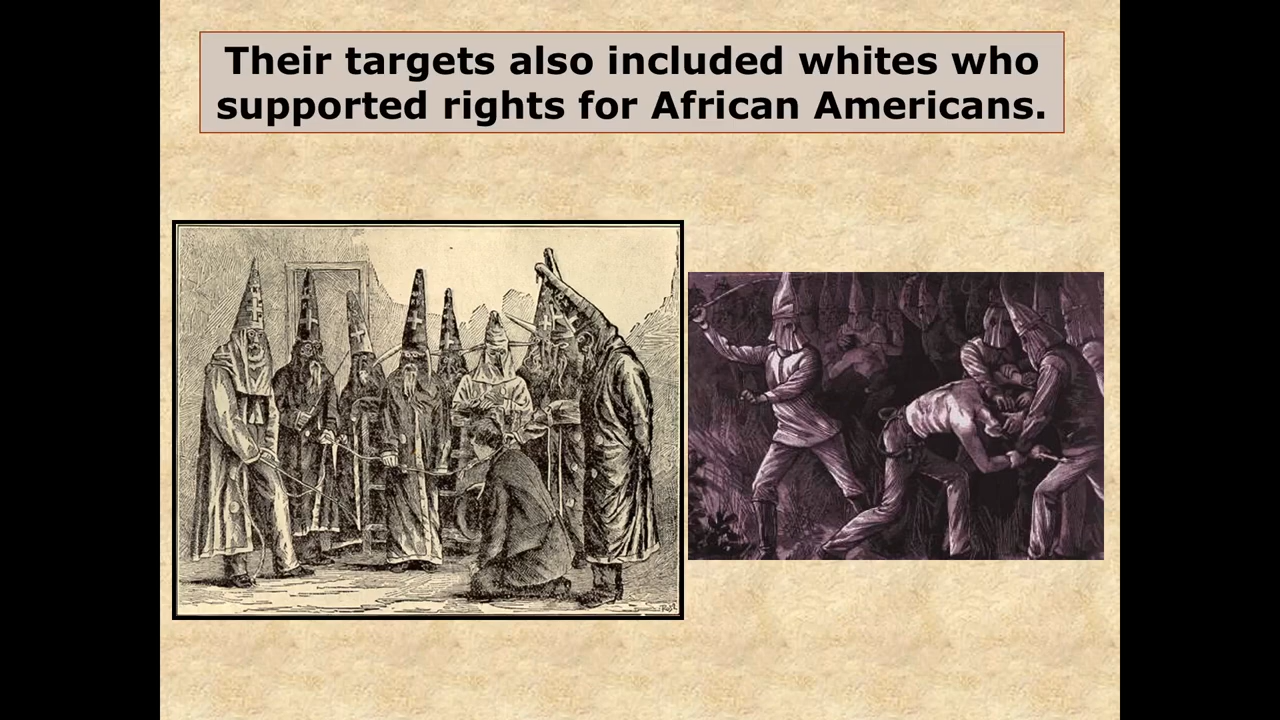 Their targets also included whites who
supported rights for African Americans.